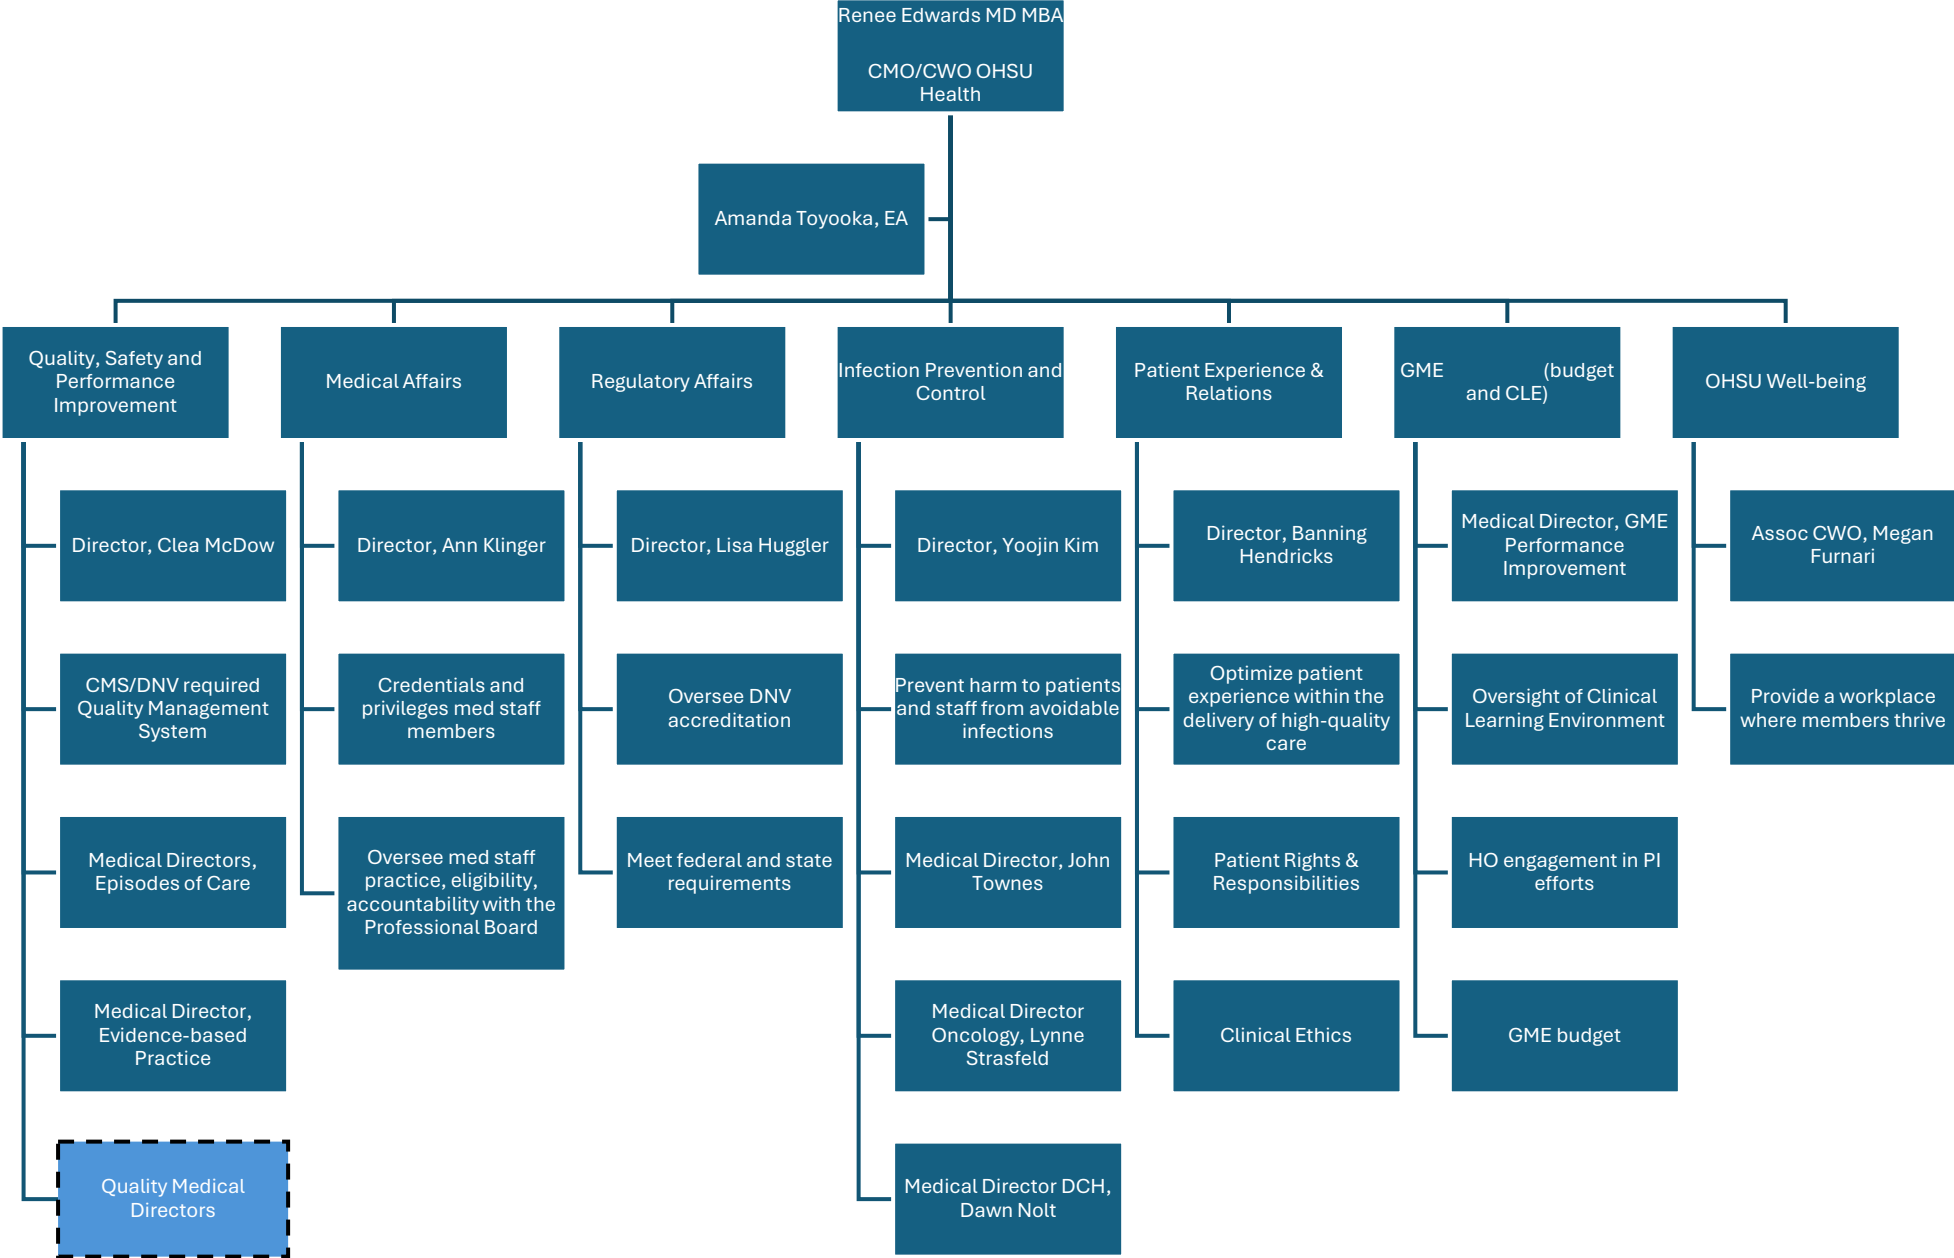 Renee Edwards MD MBA
CMO/CWO OHSU
Health
Amanda Toyooka, EA
Quality, Safety and
Performance
Improvement
Medical Affairs
Regulatory Affairs
Infection Prevention and
Control
Patient Experience &
Relations
GME (budget
and CLE)
OHSU Well-being
Director, Clea McDow
Director, Ann Klinger
Director, Lisa Huggler
Director, Yoojin Kim
Director, Banning
Hendricks
Medical Director, GME
Performance
Improvement
Assoc CWO, Megan
Furnari
CMS/DNV required
Quality Management
System
Credentials and
privileges med staff
members
Oversee DNV
accreditation
Prevent harm to patients
and staff from avoidable
infections
Optimize patient
experience within the
delivery of high-quality
care
Oversight of Clinical
Learning Environment
Provide a workplace
where members thrive
Medical Directors,
Episodes of Care
Oversee med staff
practice, eligibility,
accountability with the
Professional Board
Meet federal and state
requirements
Medical Director, John
Townes
Patient Rights &
Responsibilities
HO engagement in PI
efforts
Medical Director,
Evidence-based
Practice
Medical Director
Oncology, Lynne
Strasfeld
Clinical Ethics
GME budget
Quality Medical
Directors
Medical Director DCH,
Dawn Nolt